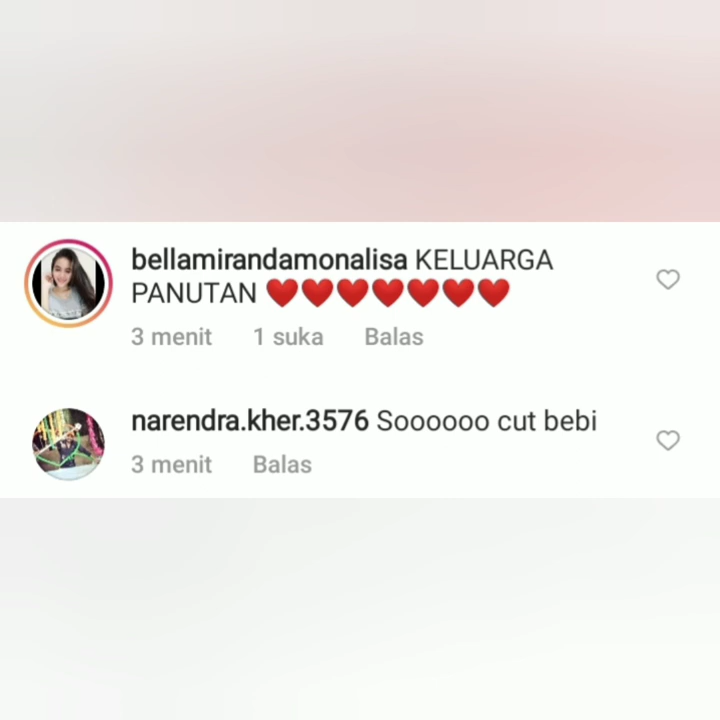 bellamirandamonalisa KELUARGA
PANUTAN ❤️❤️❤️❤️❤️❤️❤️
3 menit 1 suka Balas
narendra.kher.3576 Soooooo cut bebi
3 menit Balas